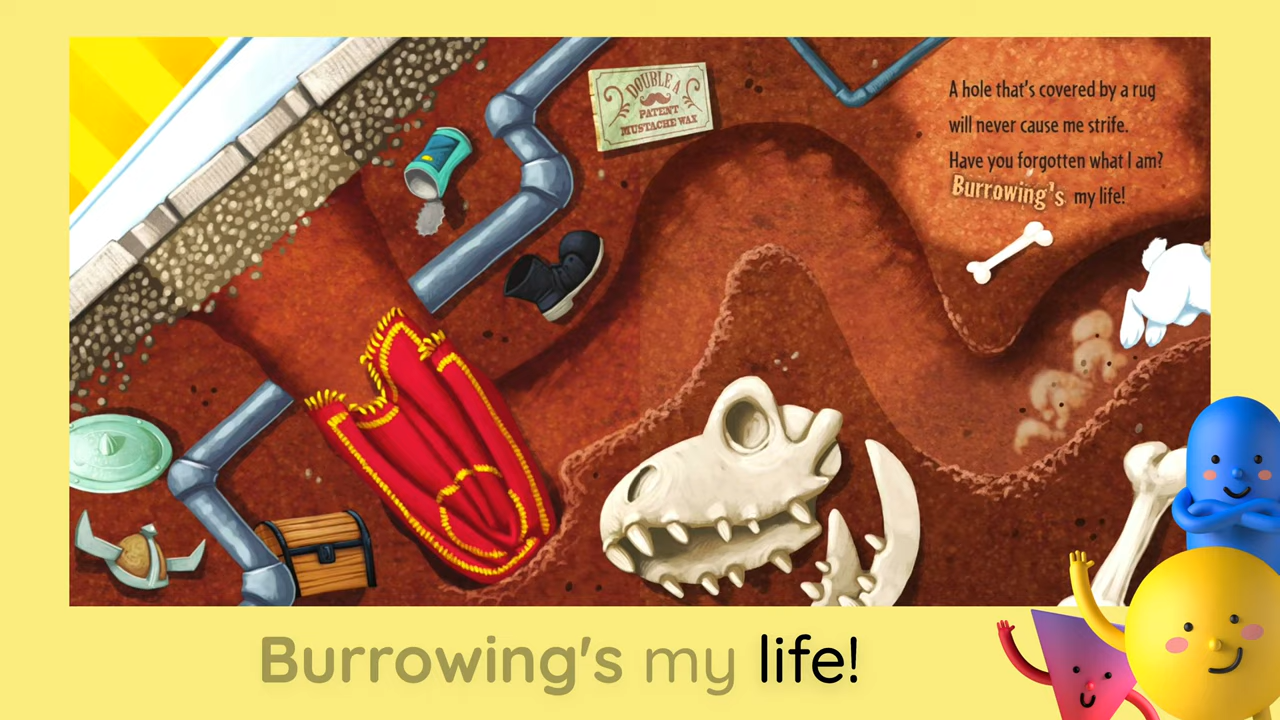 DOUBLE A
PATENT
MUSTACHE WAX
A hole that's covered by a rug
will never cause me strife.
Have you forgotten what I am?
Burrowing's my life!
Burrowing's my life!